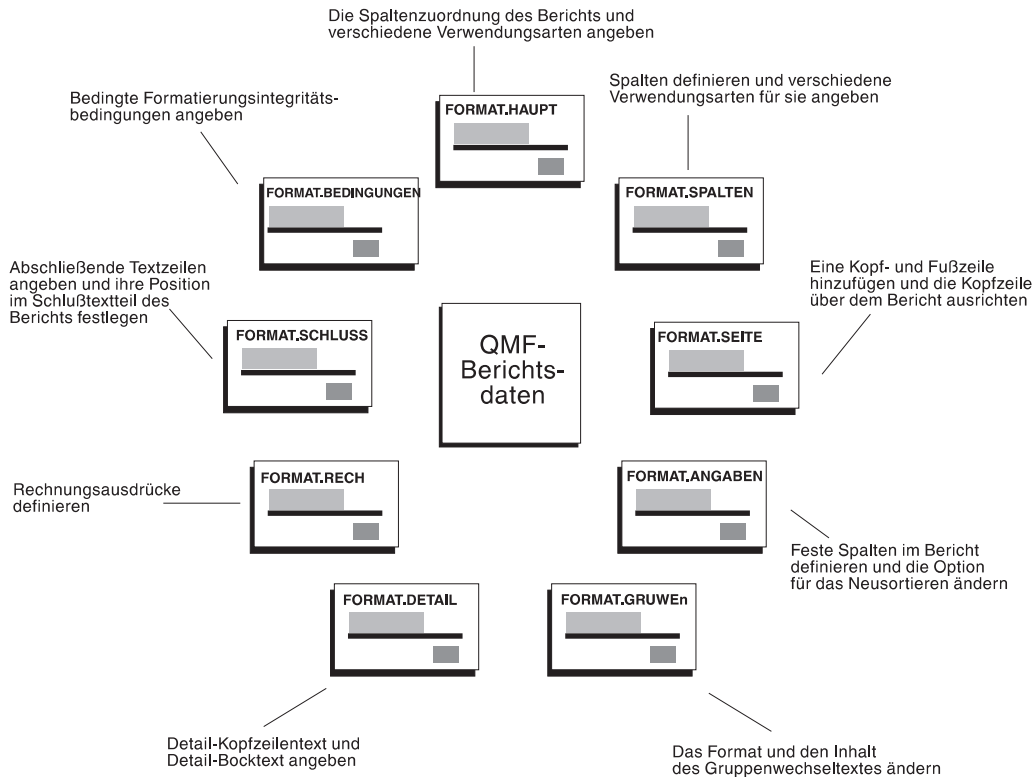 Die Spaltenzuordnung des Berichts und
verschiedene Verwendungsarten angeben
FORMAT.HAUPT
Spalten definieren und verschiedene
Verwendungsarten für sie angeben
FORMAT.SPALTEN
Bedingte Formatierungsintegritäts-
bedingungen angeben
FORMAT.BEDINGUNGEN
Eine Kopf- und Fußzeile
hinzufügen und die Kopfzeile
über dem Bericht ausrichten
FORMAT.SEITE
Abschließende Textzeilen
angeben und ihre Position
im Schlußtextteil des
Berichts festlegen
FORMAT.SCHLUSS
QMF-
Berichts-
daten
Rechnungsausdrücke
definieren
FORMAT.RECH
FORMAT.ANGABEN
Feste Spalten im Bericht
definieren und die Option
für das Neusortieren ändern
FORMAT.DETAIL
Detail-Kopfzeilentext und
Detail-Bocktext angeben
FORMAT.GRUWEn
Das Format und den Inhalt
des Gruppenwechseltextes ändern